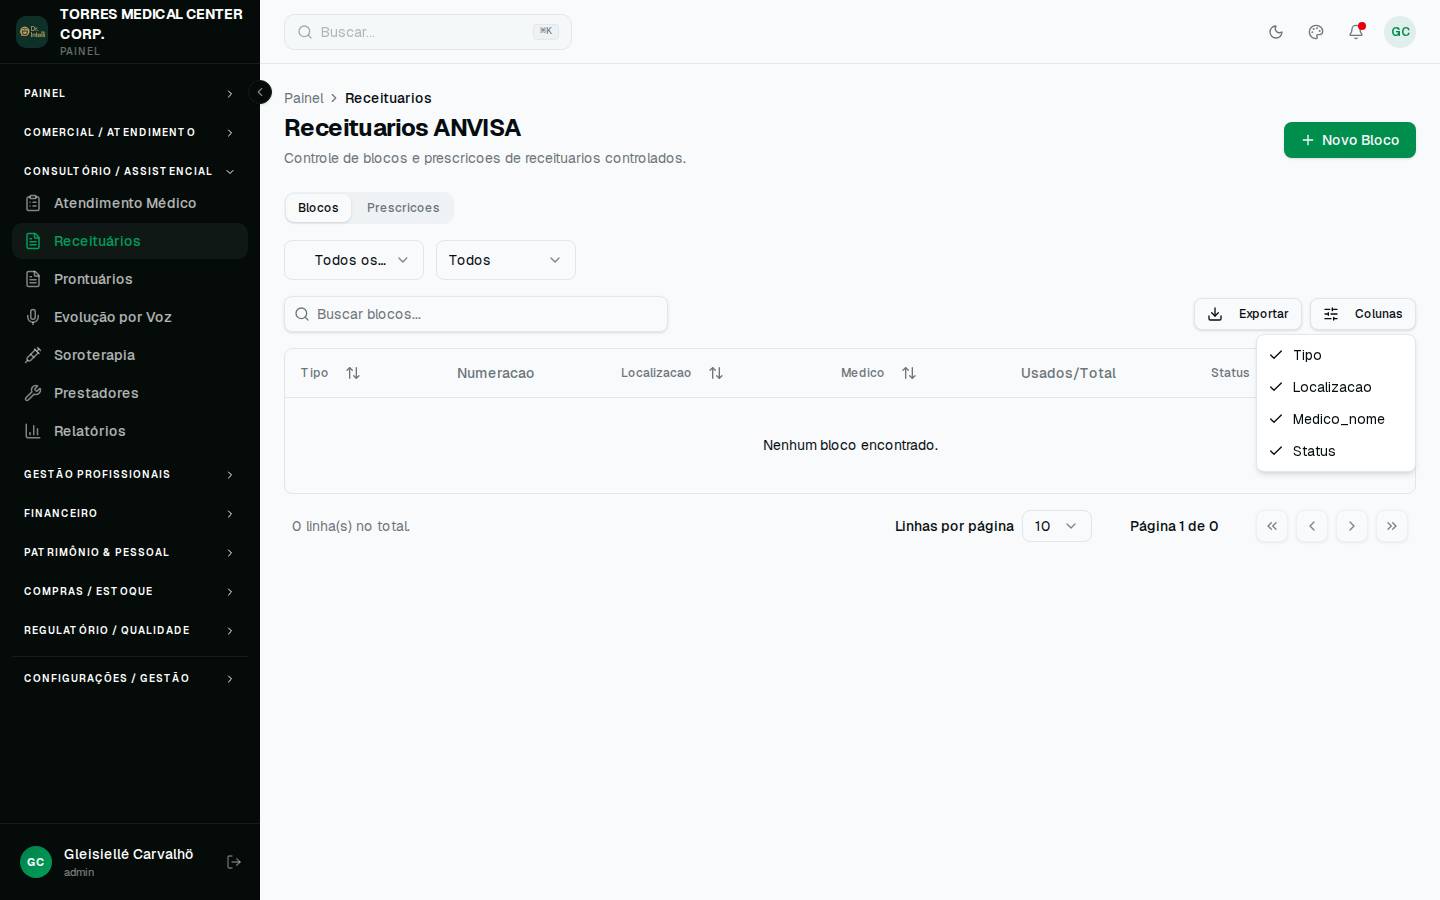 TORRES MEDICAL CENTER
CORP.
PAINEL
PAINEL
COMERCIAL / ATENDIMENTO
CONSULTÓRIO / ASSISTENCIAL
Atendimento Médico
Receituários
Prontuários
Evolução por Voz
Soroterapia
Prestadores
Relatórios
GESTÃO PROFISSIONAIS
FINANCEIRO
PATRIMÔNIO & PESSOAL
COMPRAS / ESTOQUE
REGULATÓRIO / QUALIDADE
CONFIGURAÇÕES / GESTÃO
GC
Gleisiellé Carvalhö
admin
Buscar...
⌘K
GC
Painel > Receituarios
Receituarios ANVISA
Controle de blocos e prescricoes de receituarios controlados.
+ Novo Bloco
Blocos Prescricoes
Todos os... Todos
Buscar blocos...
Exportar Colunas
Tipo Numeracao Localizacao Medico Usados/Total Status
Tipo
Localizacao
Medico_nome
Status
Nenhum bloco encontrado.
0 linha(s) no total.
Linhas por página 10
Página 1 de 0